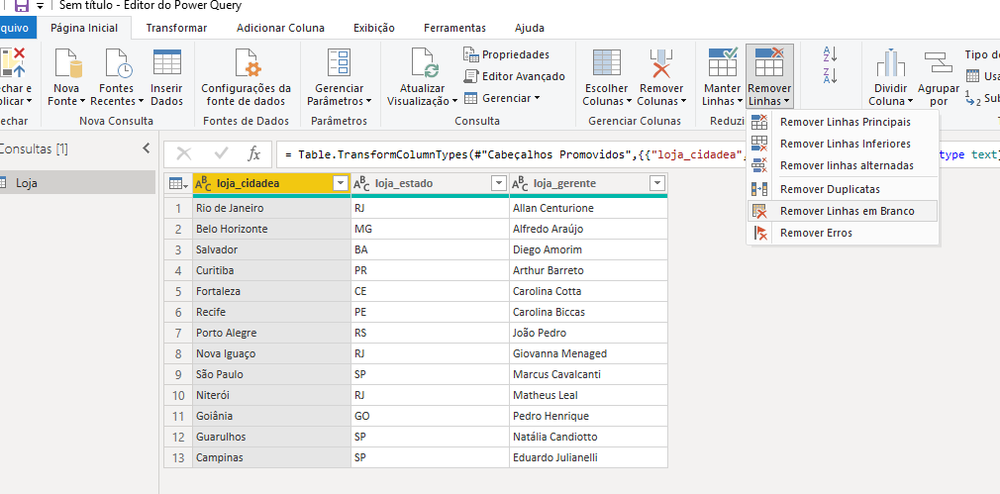 Sem título - Editor do Power Query
quivo Página Inicial Transformar Adicionar Coluna Exibição Ferramentas Ajuda
echar e
plicar
Nova
Fonte
Fontes
Recentes
Inserir
Dados
Configurações da
fonte de dados
Gerenciar
Parâmetros
Atualizar
Visualização
Propriedades
Editor Avançado
Gerenciar
Escolher
Colunas
Remover
Colunas
Manter
Linhas
Remover
Linhas
A
Z
Z
A
Dividir
Coluna
Agrupar
por
Tipo de
Usa
1 2 Sub
echar Nova Consulta Fontes de Dados Parâmetros Consulta Gerenciar Colunas Reduzi
Remover Linhas Principais
Remover Linhas Inferiores
Remover linhas alternadas
Remover Duplicatas
Remover Linhas em Branco
Remover Erros
Consultas [1]
Loja
fx = Table.TransformColumnTypes(#"Cabeçalhos Promovidos",{{"loja_cidadea", type text}
ABC loja_cidadea ABC loja_estado ABC loja_gerente
1 Rio de Janeiro RJ Allan Centurione
2 Belo Horizonte MG Alfredo Araújo
3 Salvador BA Diego Amorim
4 Curitiba PR Arthur Barreto
5 Fortaleza CE Carolina Cotta
6 Recife PE Carolina Biccas
7 Porto Alegre RS João Pedro
8 Nova Iguaço RJ Giovanna Menaged
9 São Paulo SP Marcus Cavalcanti
10 Niterói RJ Matheus Leal
11 Goiânia GO Pedro Henrique
12 Guarulhos SP Natália Candiotto
13 Campinas SP Eduardo Julianelli